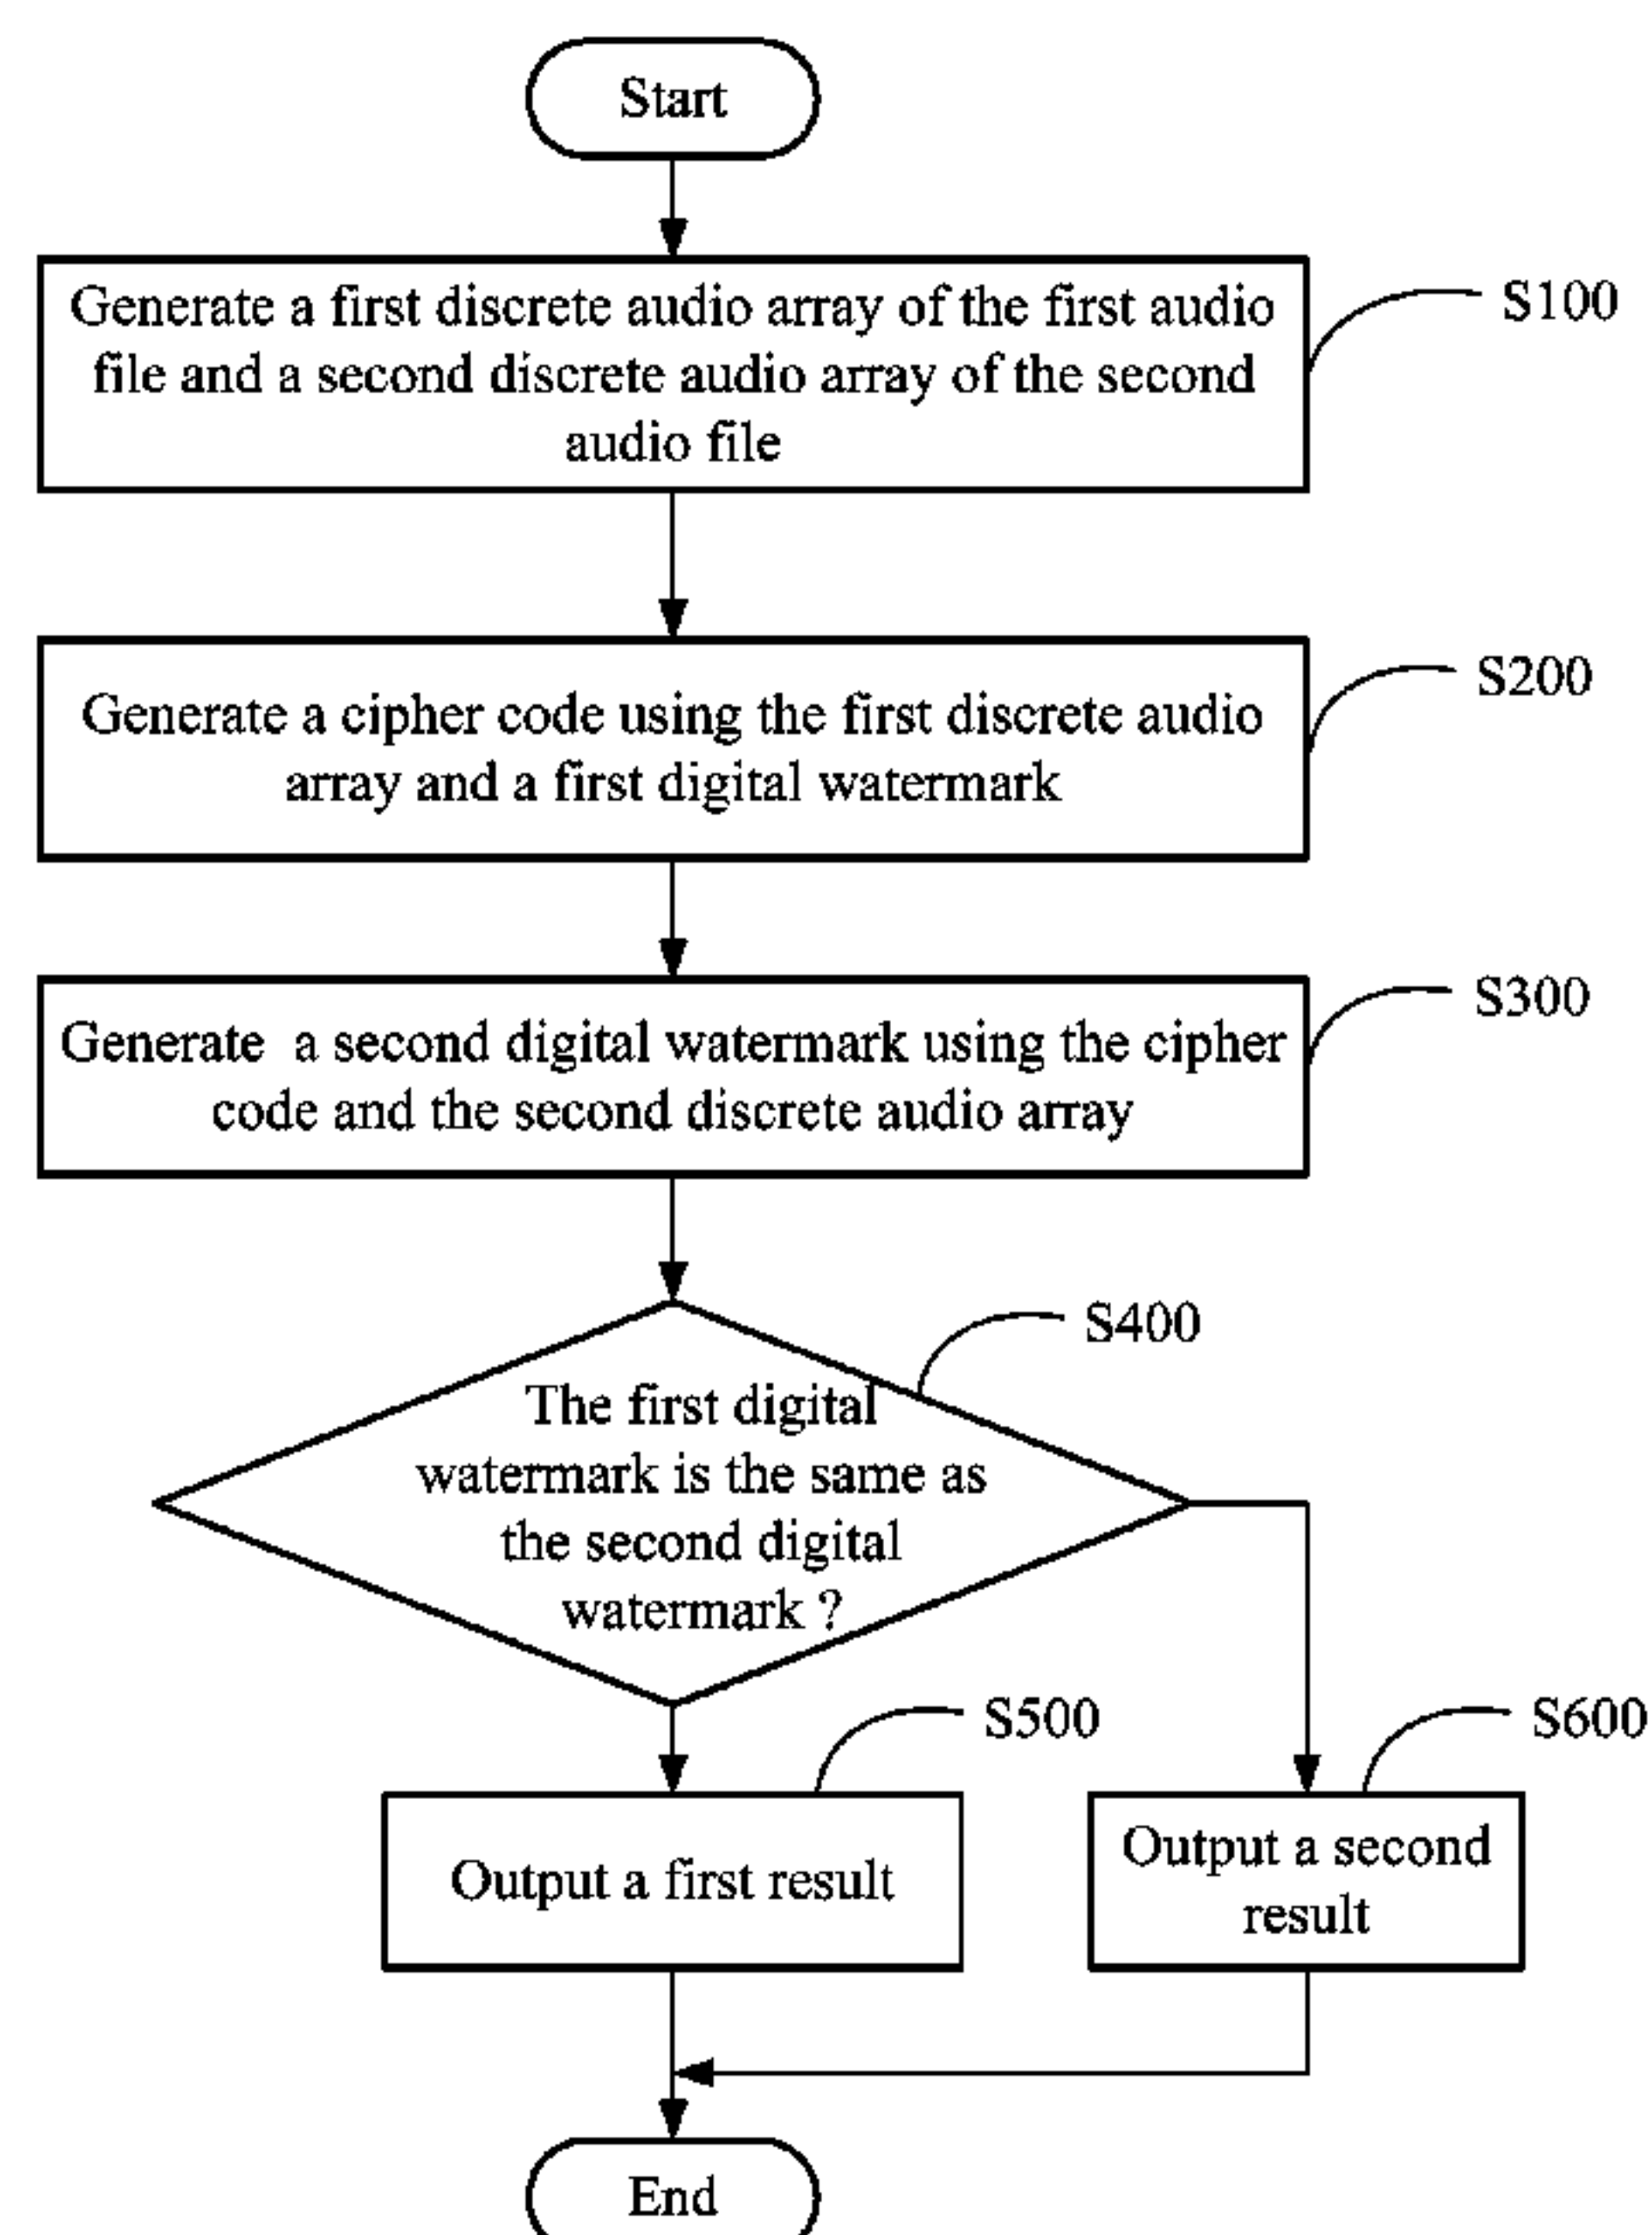 Start
Generate a first discrete audio array of the first audio
file and a second discrete audio array of the second
audio file
S100
Generate a cipher code using the first discrete audio
array and a first digital watermark
S200
Generate a second digital watermark using the cipher
code and the second discrete audio array
S300
The first digital
watermark is the same as
the second digital
watermark ?
S400
Output a first result
S500
Output a second
result
S600
End